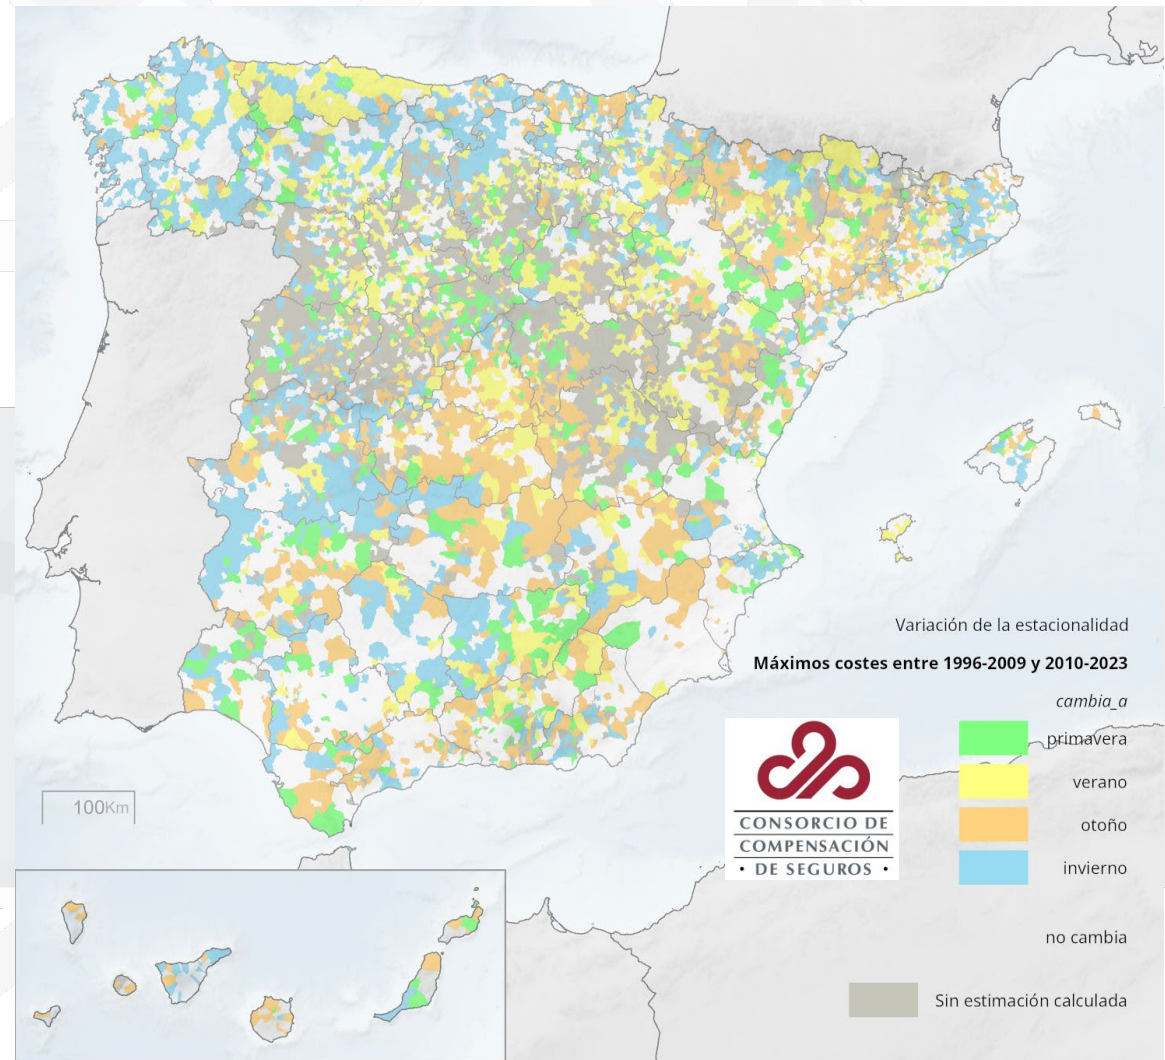 Variación de la estacionalidad
Máximos costes entre 1996-2009 y 2010-2023
cambia_a
primavera
verano
otoño
invierno
no cambia
Sin estimación calculada
CONSORCIO DE
COMPENSACIÓN
• DE SEGUROS •
100Km